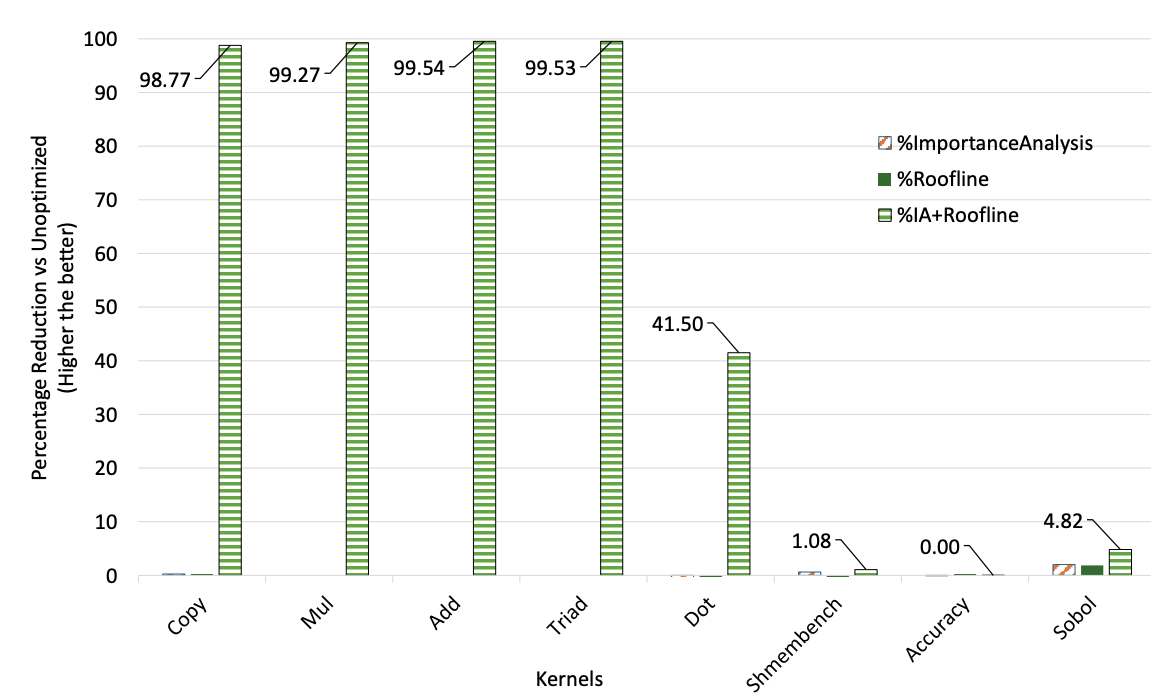 Percentage Reduction vs Unoptimized
(Higher the better)
100
90
80
70
60
50
40
30
20
10
0
98.77
99.27
99.54
99.53
41.50
1.08
0.00
4.82
%ImportanceAnalysis
%Roofline
%IA+Roofline
Copy
Mul
Add
Triad
Dot
Shmembench
Accuracy
Sobol
Kernels